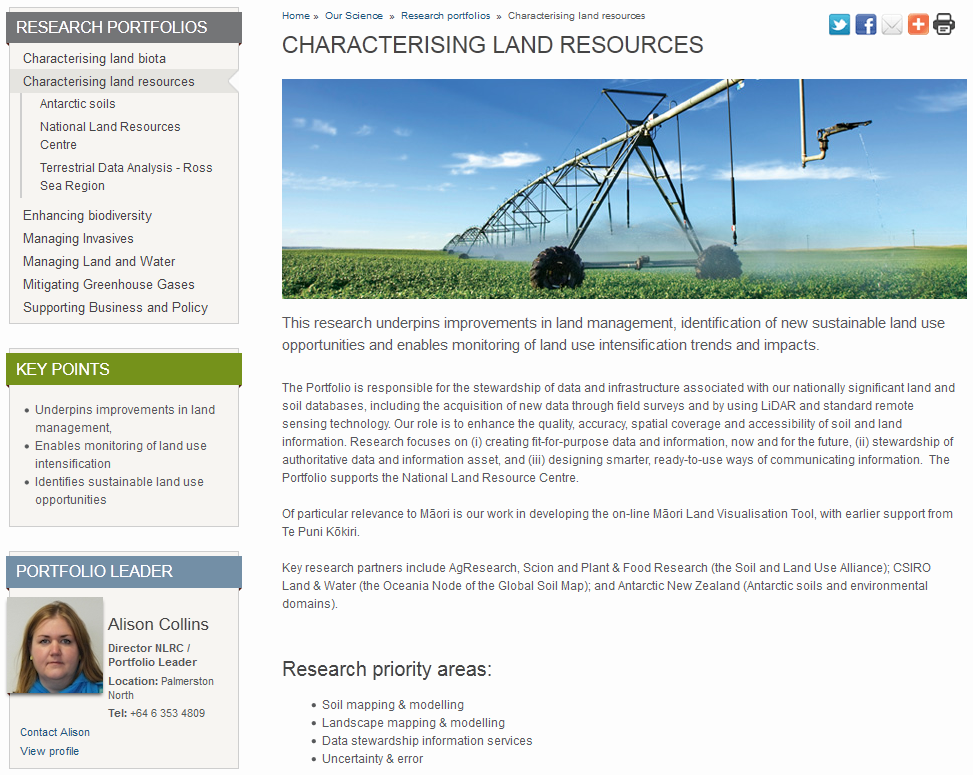 RESEARCH PORTFOLIOS
Characterising land biota
Characterising land resources
Antarctic soils
National Land Resources
Centre
Terrestrial Data Analysis - Ross
Sea Region
Enhancing biodiversity
Managing Invasives
Managing Land and Water
Mitigating Greenhouse Gases
Supporting Business and Policy
KEY POINTS
• Underpins improvements in land
management,
• Enables monitoring of land use
intensification
• Identifies sustainable land use
opportunities
PORTFOLIO LEADER
Alison Collins
Director NLRC /
Portfolio Leader
Location: Palmerston
North
Tel: +64 6 353 4809
Contact Alison
View profile
Home » Our Science » Research portfolios » Characterising land resources
CHARACTERISING LAND RESOURCES
This research underpins improvements in land management, identification of new sustainable land use
opportunities and enables monitoring of land use intensification trends and impacts.
The Portfolio is responsible for the stewardship of data and infrastructure associated with our nationally significant land and
soil databases, including the acquisition of new data through field surveys and by using LiDAR and standard remote
sensing technology. Our role is to enhance the quality, accuracy, spatial coverage and accessibility of soil and land
information. Research focuses on (i) creating fit-for-purpose data and information, now and for the future, (ii) stewardship of
authoritative data and information asset, and (iii) designing smarter, ready-to-use ways of communicating information. The
Portfolio supports the National Land Resource Centre.
Of particular relevance to Māori is our work in developing the on-line Māori Land Visualisation Tool, with earlier support from
Te Puni Kōkiri.
Key research partners include AgResearch, Scion and Plant & Food Research (the Soil and Land Use Alliance); CSIRO
Land & Water (the Oceania Node of the Global Soil Map); and Antarctic New Zealand (Antarctic soils and environmental
domains).
Research priority areas:
• Soil mapping & modelling
• Landscape mapping & modelling
• Data stewardship information services
• Uncertainty & error